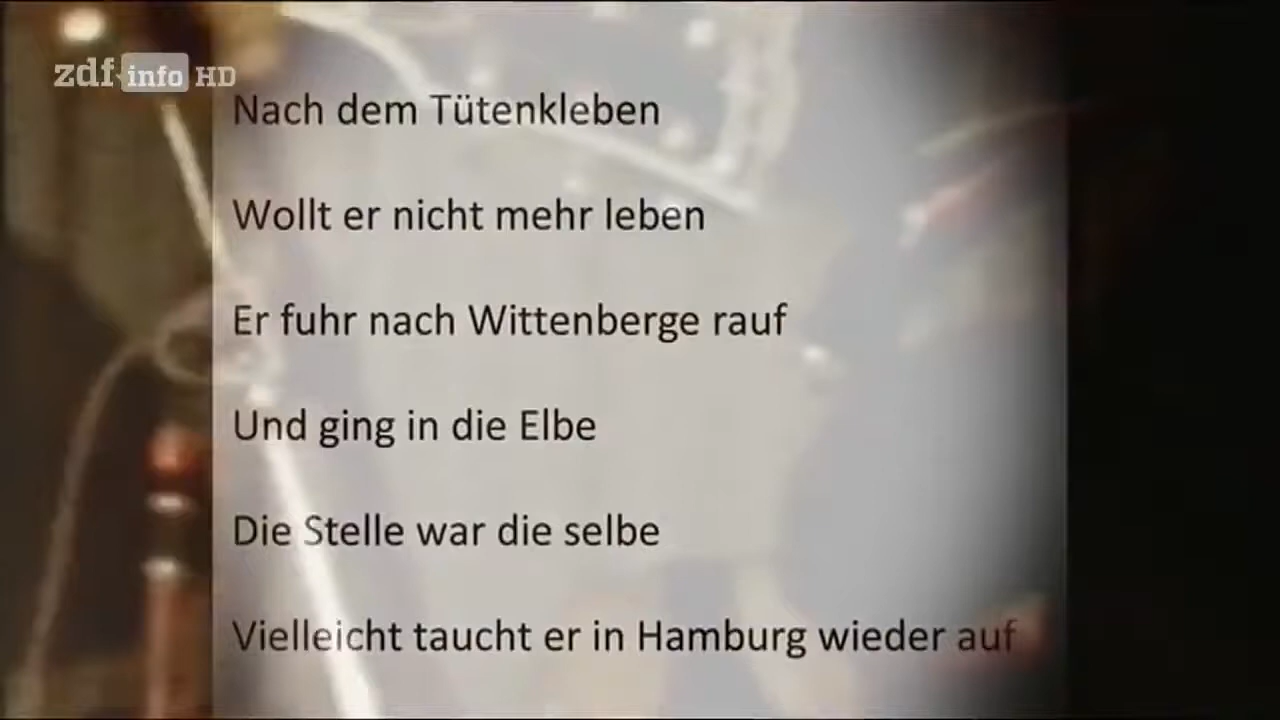 zdf info HD
Nach dem Tütenkleben
Wollt er nicht mehr leben
Er fuhr nach Wittenberge rauf
Und ging in die Elbe
Die Stelle war die selbe
Vielleicht taucht er in Hamburg wieder auf